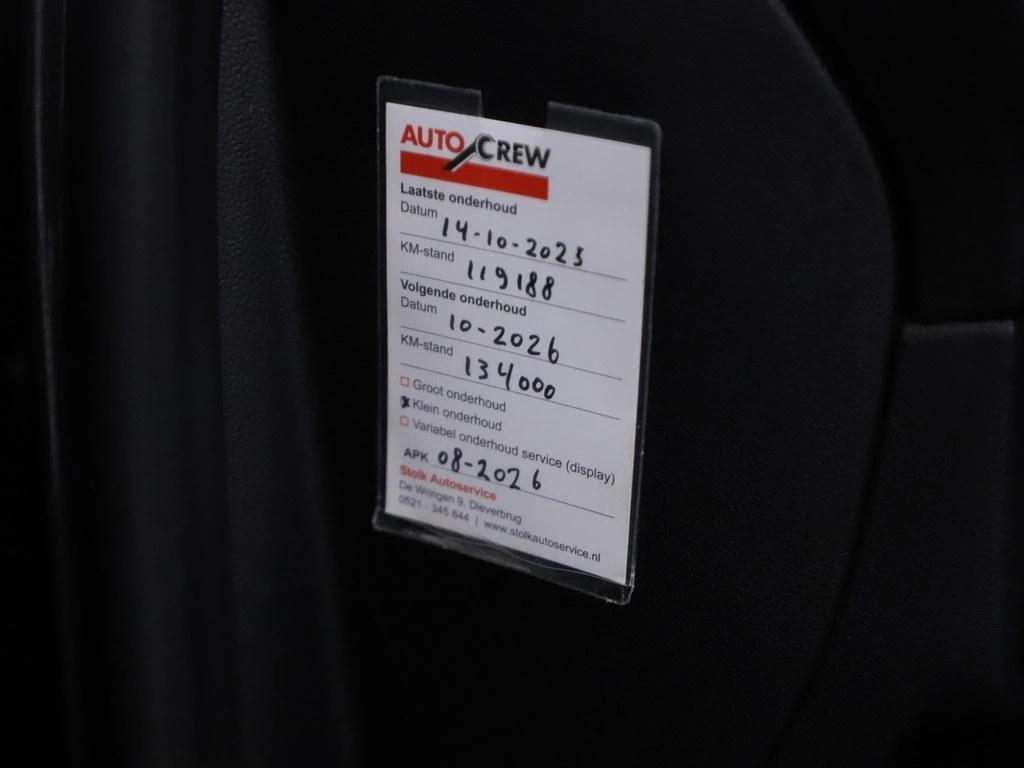 AUTO CREW
Laatste onderhoud
Datum 14-10-2025
KM-stand 119188
Volgende onderhoud
Datum 10-2026
KM-stand 134000
Groot onderhoud
x Klein onderhoud
Variabel onderhoud service (display)
APK 08-2026
Stolk Autoservice
De Wringen 9, Dieverbrug
0521 - 345 844 | www.stolkautoservice.nl